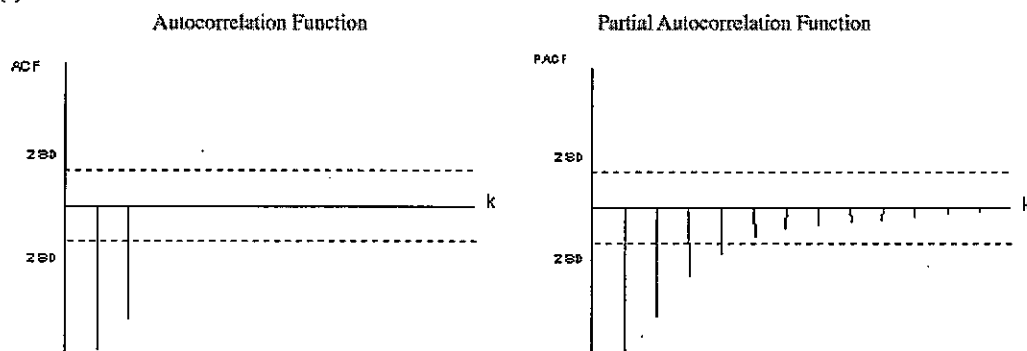 Autocorrelation Function
Partial Autocorrelation Function
ACF
PACF
2SD
2SD
k
2SD
2SD